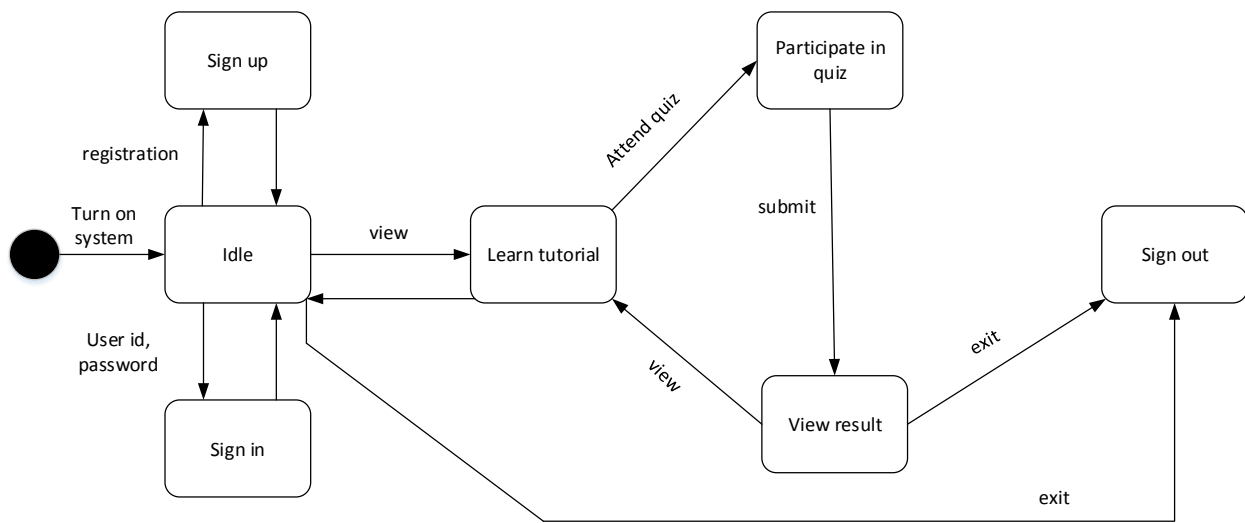 Sign up
Participate in
quiz
Attend quiz
registration
Turn on
system
submit
view
Idle
Learn tutorial
Sign out
User id,
password
exit
view
View result
Sign in
exit